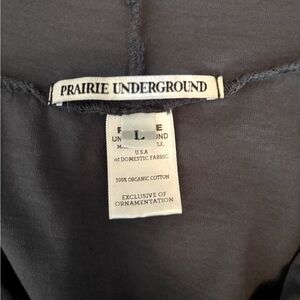 PRAIRIE UNDERGROUND
L
U.S.A
of DOMESTIC FABRIC
100% ORGANIC COTTON
EXCLUSIVE OF
ORNAMENTATION